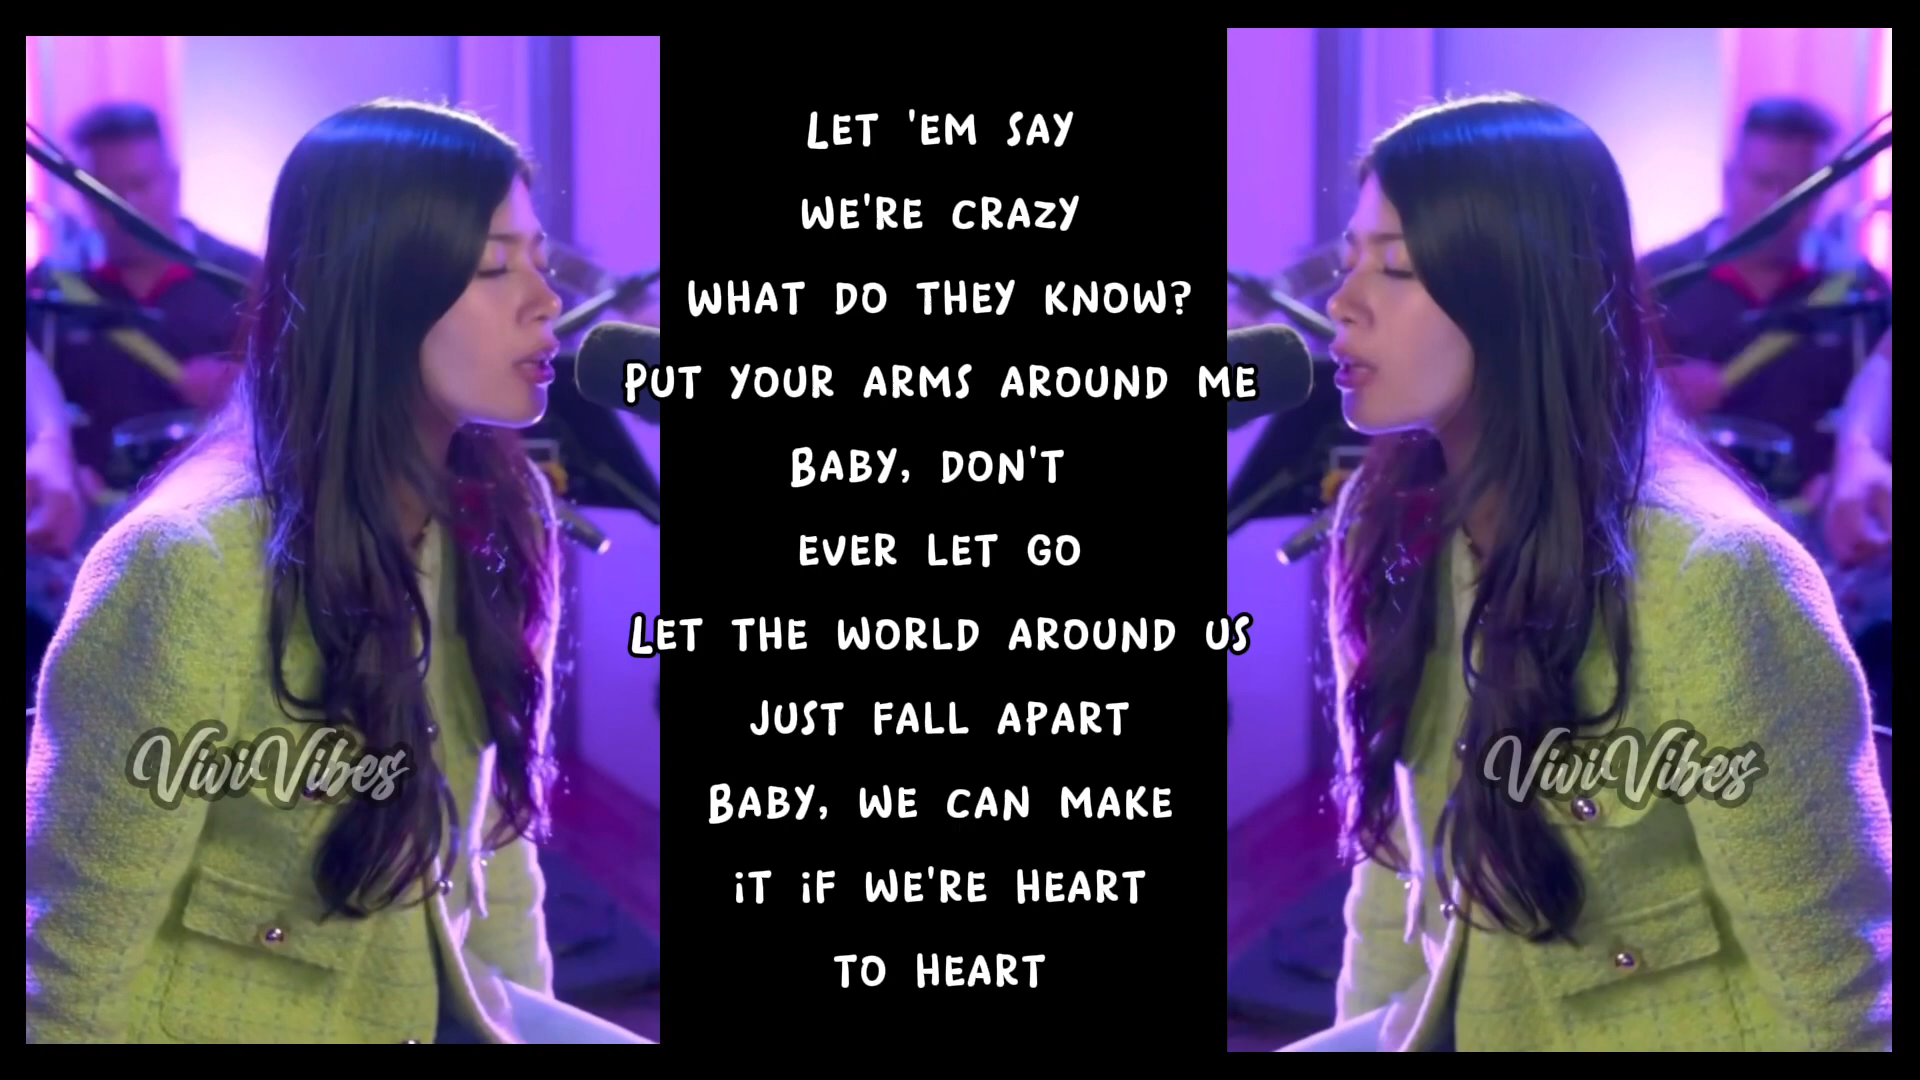 LET 'EM SAY
WE'RE CRAZY
WHAT DO THEY KNOW?
PUT YOUR ARMS AROUND ME
BABY, DON'T
EVER LET GO
LET THE WORLD AROUND US
JUST FALL APART
BABY, WE CAN MAKE
iT iF WE'RE HEART
TO HEART
ViviVibes
ViviVibes